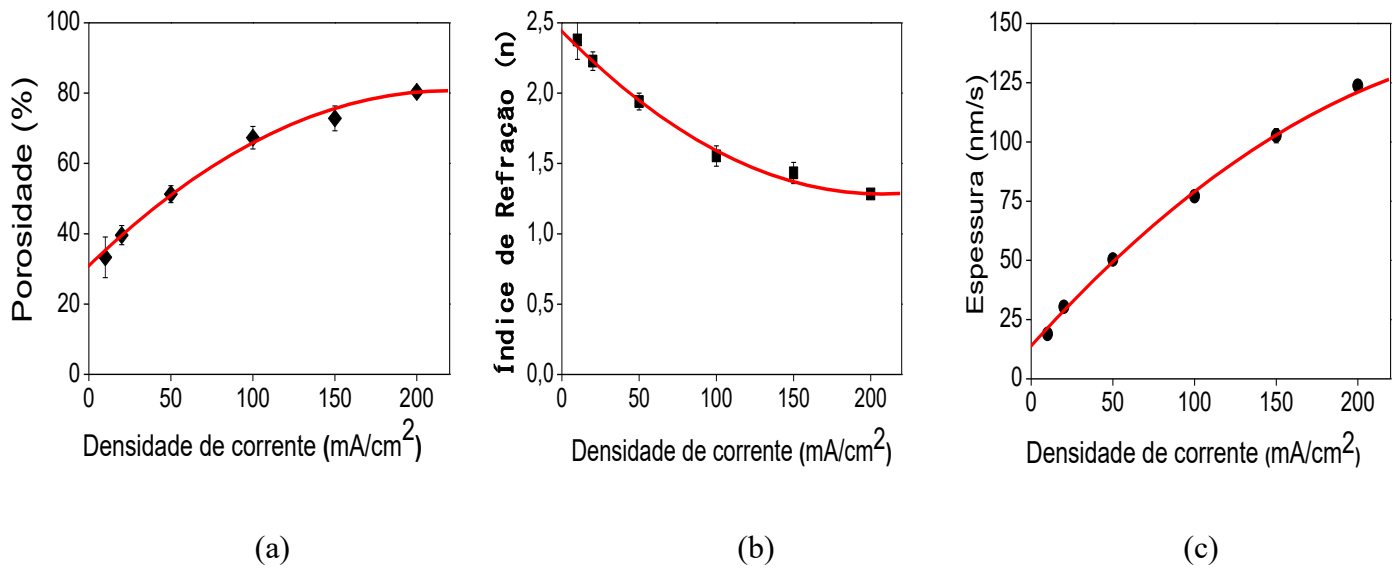 Porosidade (%)
100
80
60
40
20
0
0 50 100 150 200
Densidade de corrente (mA/cm²)
(a)
Índice de Refração (n)
2,5
2,0
1,5
1,0
0,5
0,0
0 50 100 150 200
Densidade de corrente (mA/cm²)
(b)
Espessura (nm/s)
150
125
100
75
50
25
0
0 50 100 150 200
Densidade de corrente (mA/cm²)
(c)